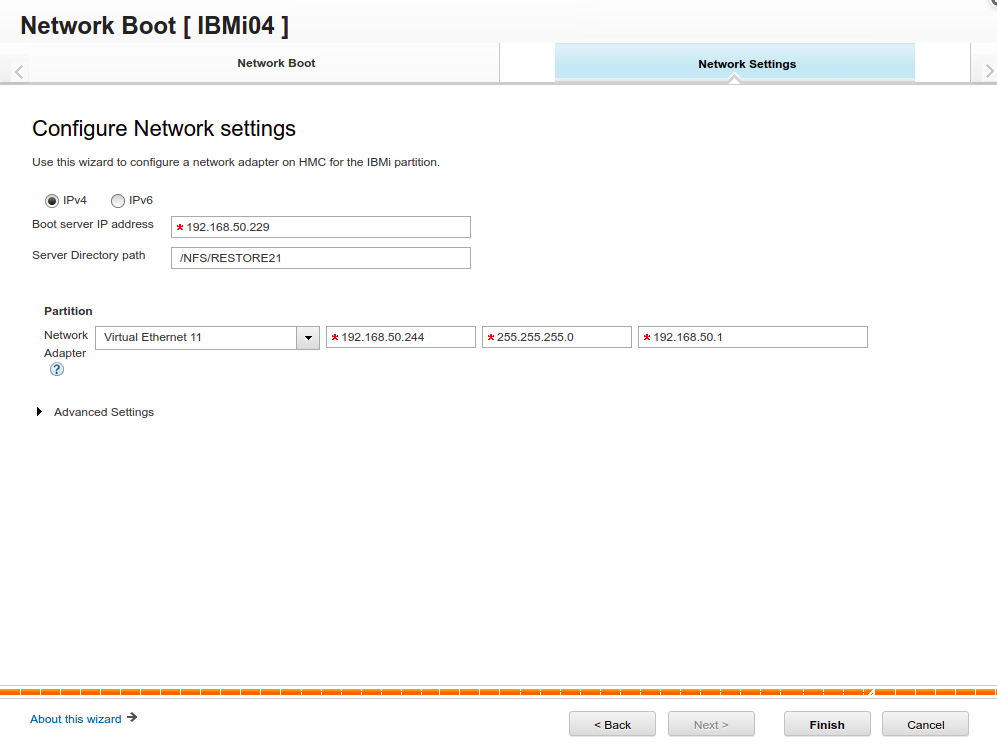 Network Boot [ IBMi04 ]
Network Boot
Network Settings
Configure Network settings
Use this wizard to configure a network adapter on HMC for the IBMi partition.
IPv4 IPv6
Boot server IP address * 192.168.50.229
Server Directory path /NFS/RESTORE21
Partition
Network Adapter ? Virtual Ethernet 11 * 192.168.50.244 * 255.255.255.0 * 192.168.50.1
Advanced Settings
About this wizard
< Back Next > Finish Cancel